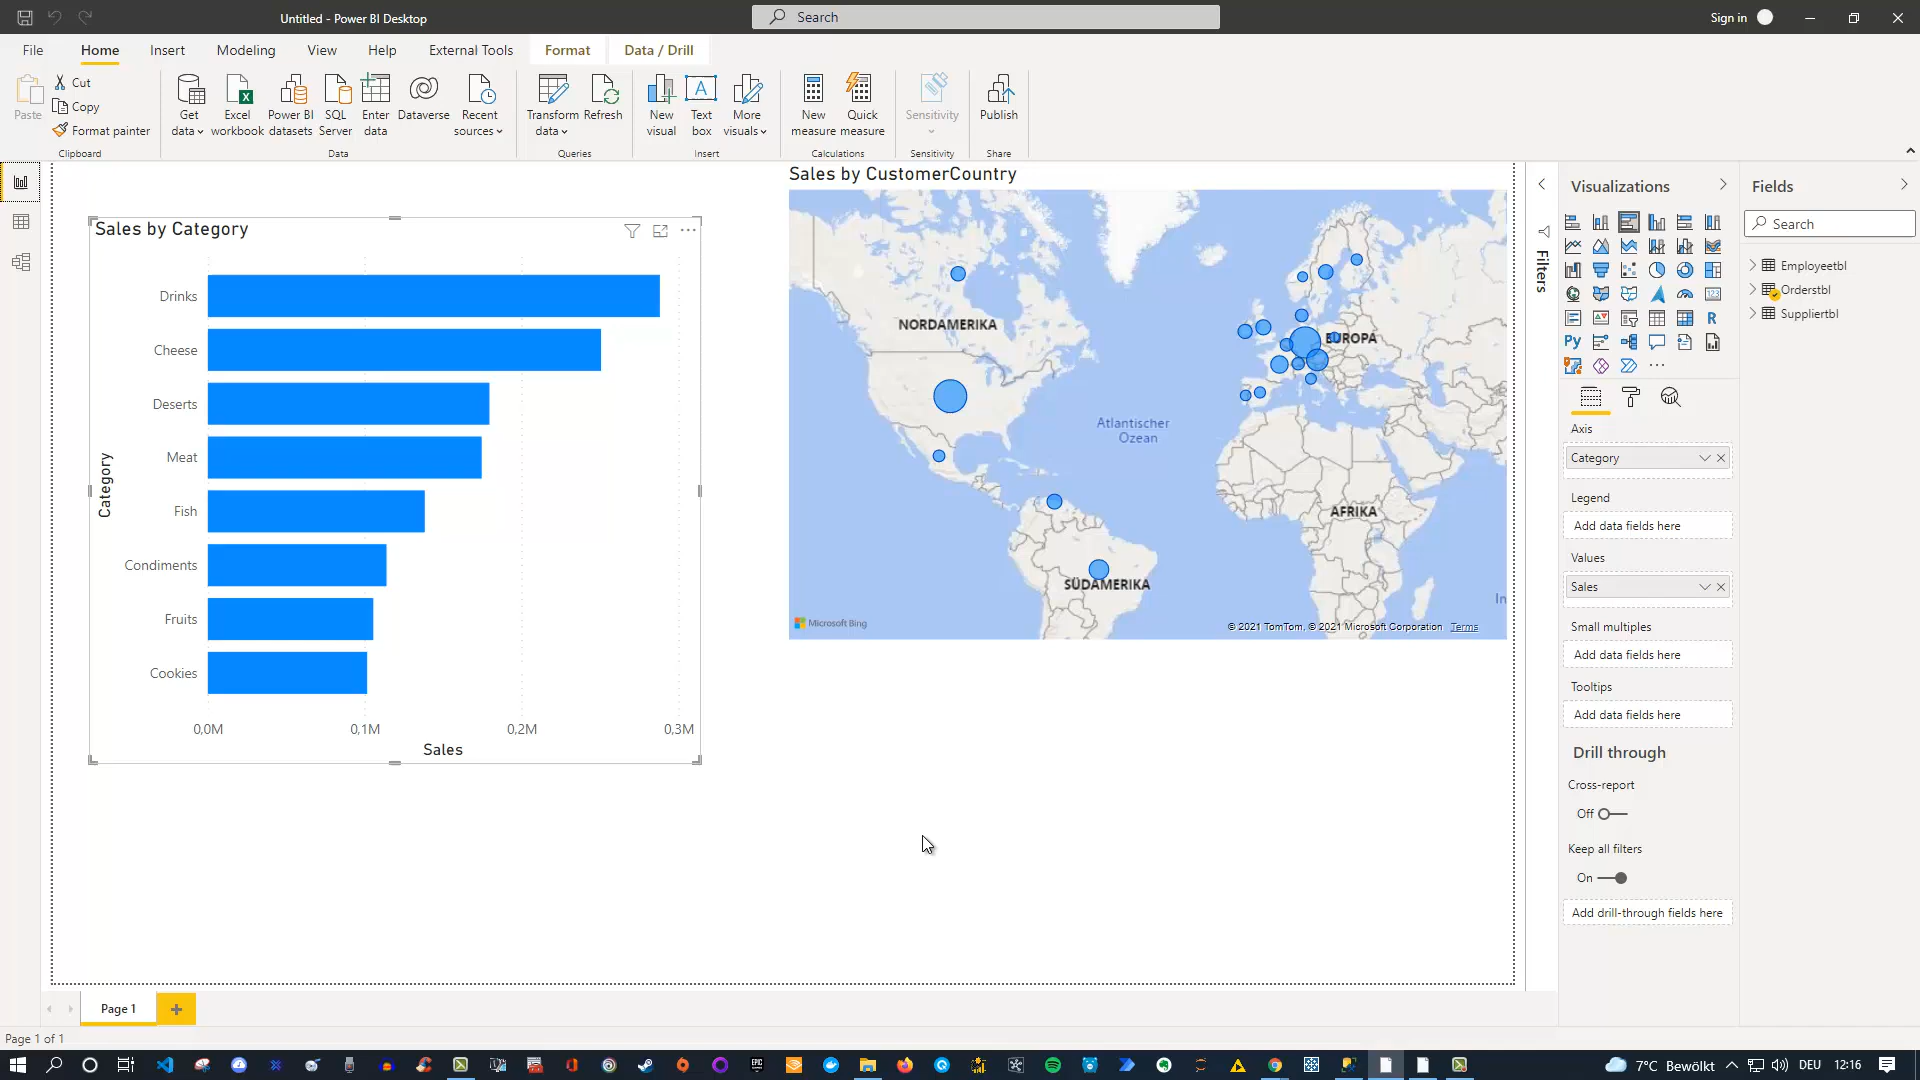 Untitled - Power BI Desktop
Search
Sign in
File Home Insert Modeling View Help External Tools Format Data / Drill
Paste
Cut
Copy
Format painter
Clipboard
Get data
Excel workbook
Power BI datasets
SQL Server
Enter data
Dataverse
Recent sources
Data
Transform data
Refresh
Queries
New visual
Text box
More visuals
Insert
New measure
Quick measure
Calculations
Sensitivity
Sensitivity
Publish
Share
Sales by Category
Category
Drinks
Cheese
Deserts
Meat
Fish
Condiments
Fruits
Cookies
0,0M 0,1M 0,2M 0,3M
Sales
Sales by CustomerCountry
NORDAMERIKA
EUROPA
Atlantischer
Ozean
AFRIKA
SÜDAMERIKA
In
Microsoft Bing
© 2021 TomTom, © 2021 Microsoft Corporation Terms
Filters
Visualizations
R
Py
123
Axis
Category
Legend
Add data fields here
Values
Sales
Small multiples
Add data fields here
Tooltips
Add data fields here
Drill through
Cross-report
Off
Keep all filters
On
Add drill-through fields here
Fields
Search
Employeetbl
Orderstbl
Suppliertbl
Page 1
Page 1 of 1
7°C Bewölkt
DEU
12:16